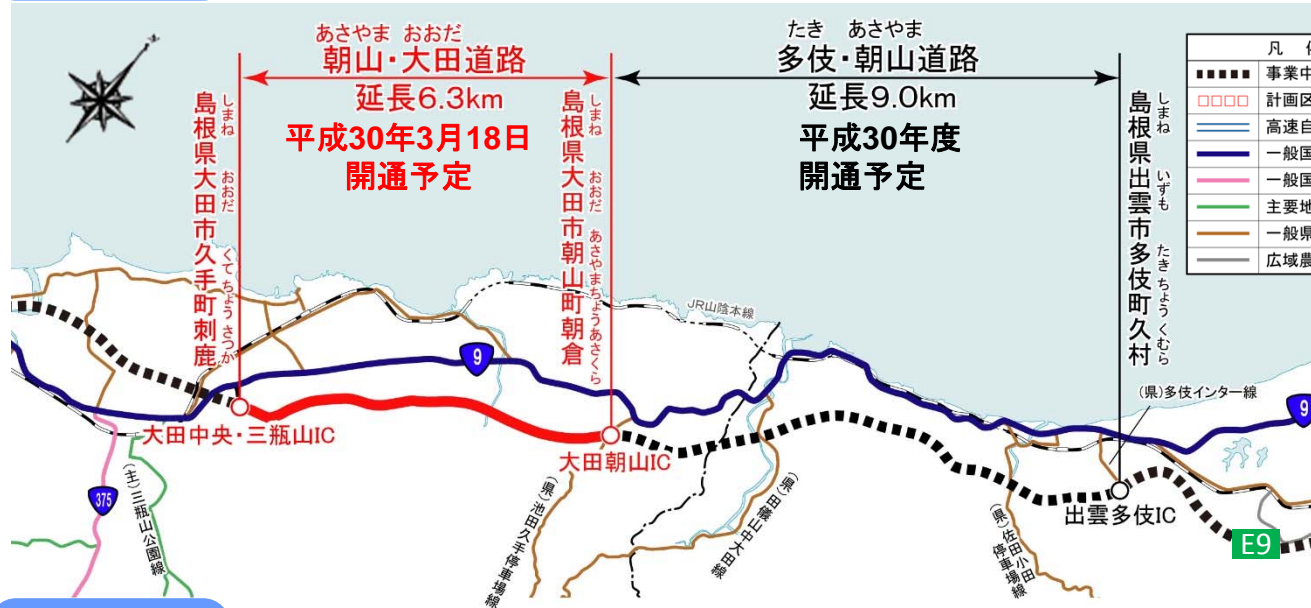 あさやま おおだ
朝山・大田道路
延長6.3km
平成30年3月18日
開通予定
たき あさやま
多伎・朝山道路
延長9.0km
平成30年度
開通予定
島根県大田市久手町刺鹿
しまね おおだ くてちょう さつか
島根県大田市朝山町朝倉
しまね おおだ あさやまちょうあさくら
島根県出雲市多伎町久村
しまね いずも たきちょう くむら
凡
事業中
計画区
高速自
一般国
一般国
主要地
一般県
広域農
JR山陰本線
9
(県)多伎インター線
9
大田中央・三瓶山IC
大田朝山IC
出雲多伎IC
375
(主)三瓶山公園線
(県)池田久手停車場線
(県)田儀山中大田線
(県)佐田小田停車場線
E9